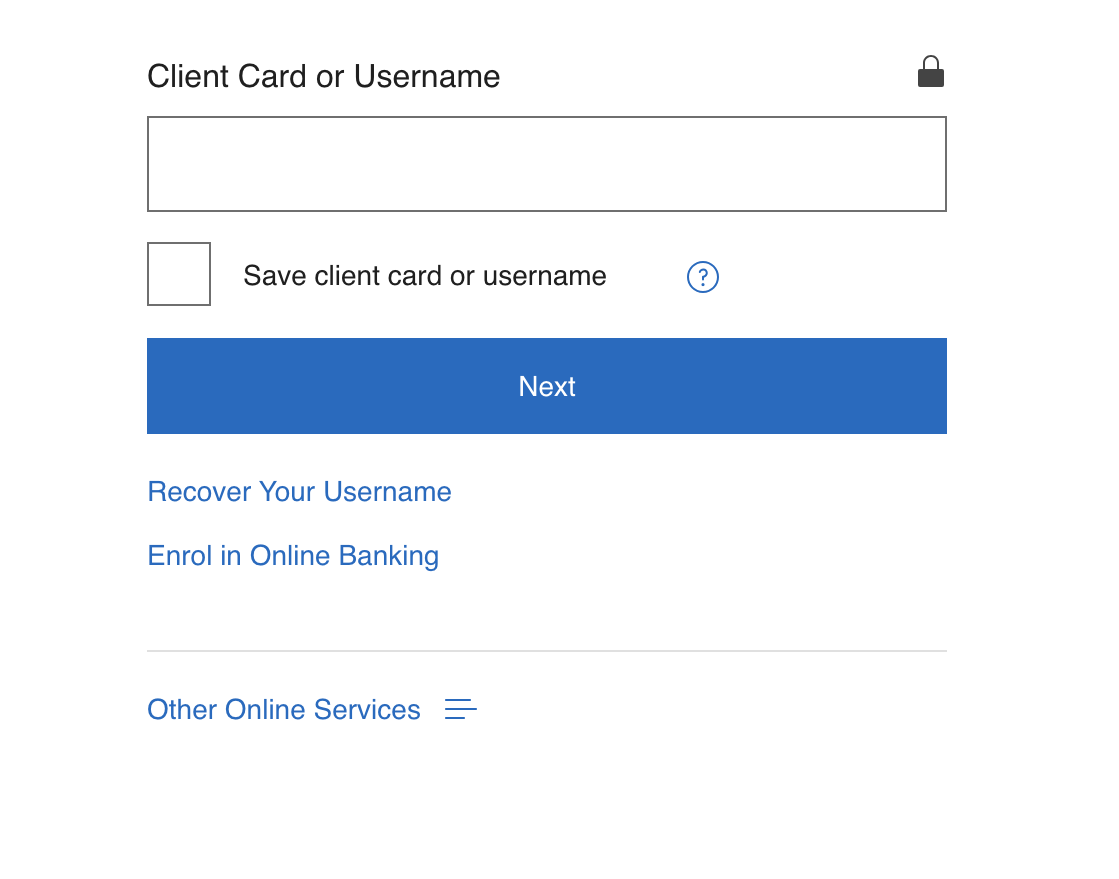 Client Card or Username
Save client card or username ?
Next
Recover Your Username
Enrol in Online Banking
Other Online Services